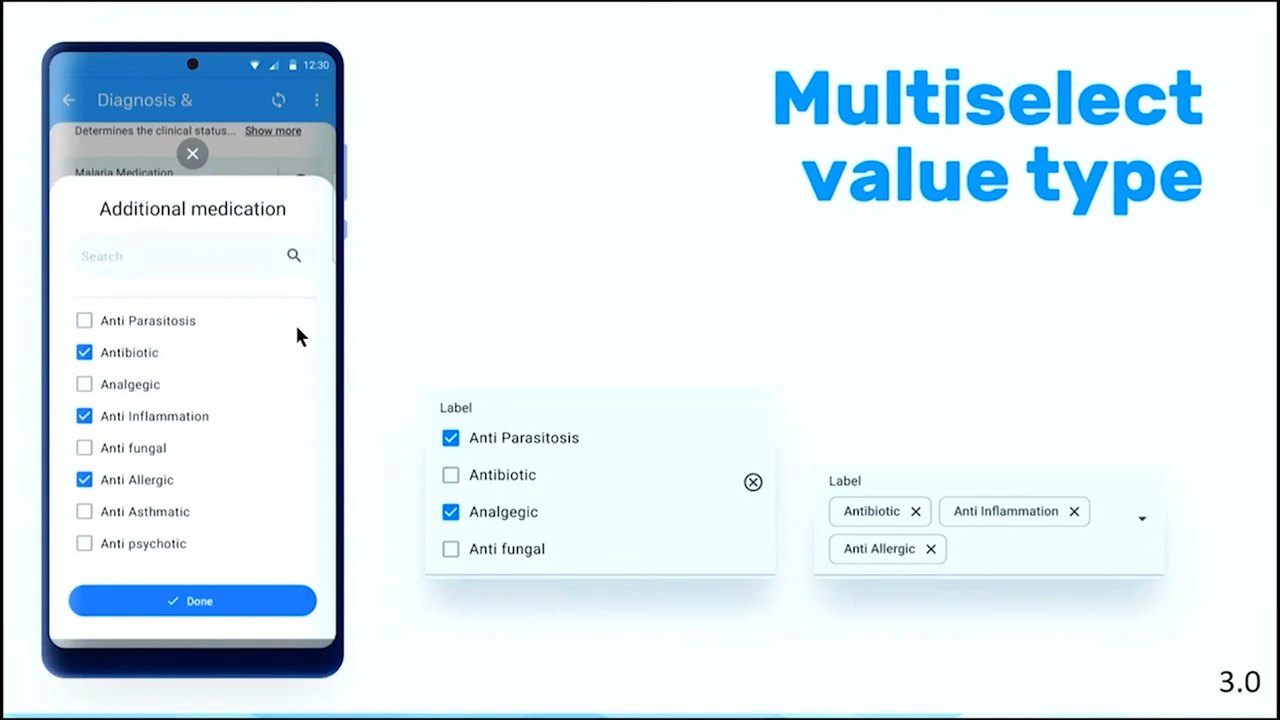 12:30
Diagnosis &
Determines the clinical status... Show more
Malaria Medication
Additional medication
Search
Anti Parasitosis
Antibiotic
Analgegic
Anti Inflammation
Anti fungal
Anti Allergic
Anti Asthmatic
Anti psychotic
Done
Multiselect
value type
Label
Anti Parasitosis
Antibiotic
Analgegic
Anti fungal
Label
Antibiotic
Anti Inflammation
Anti Allergic
3.0